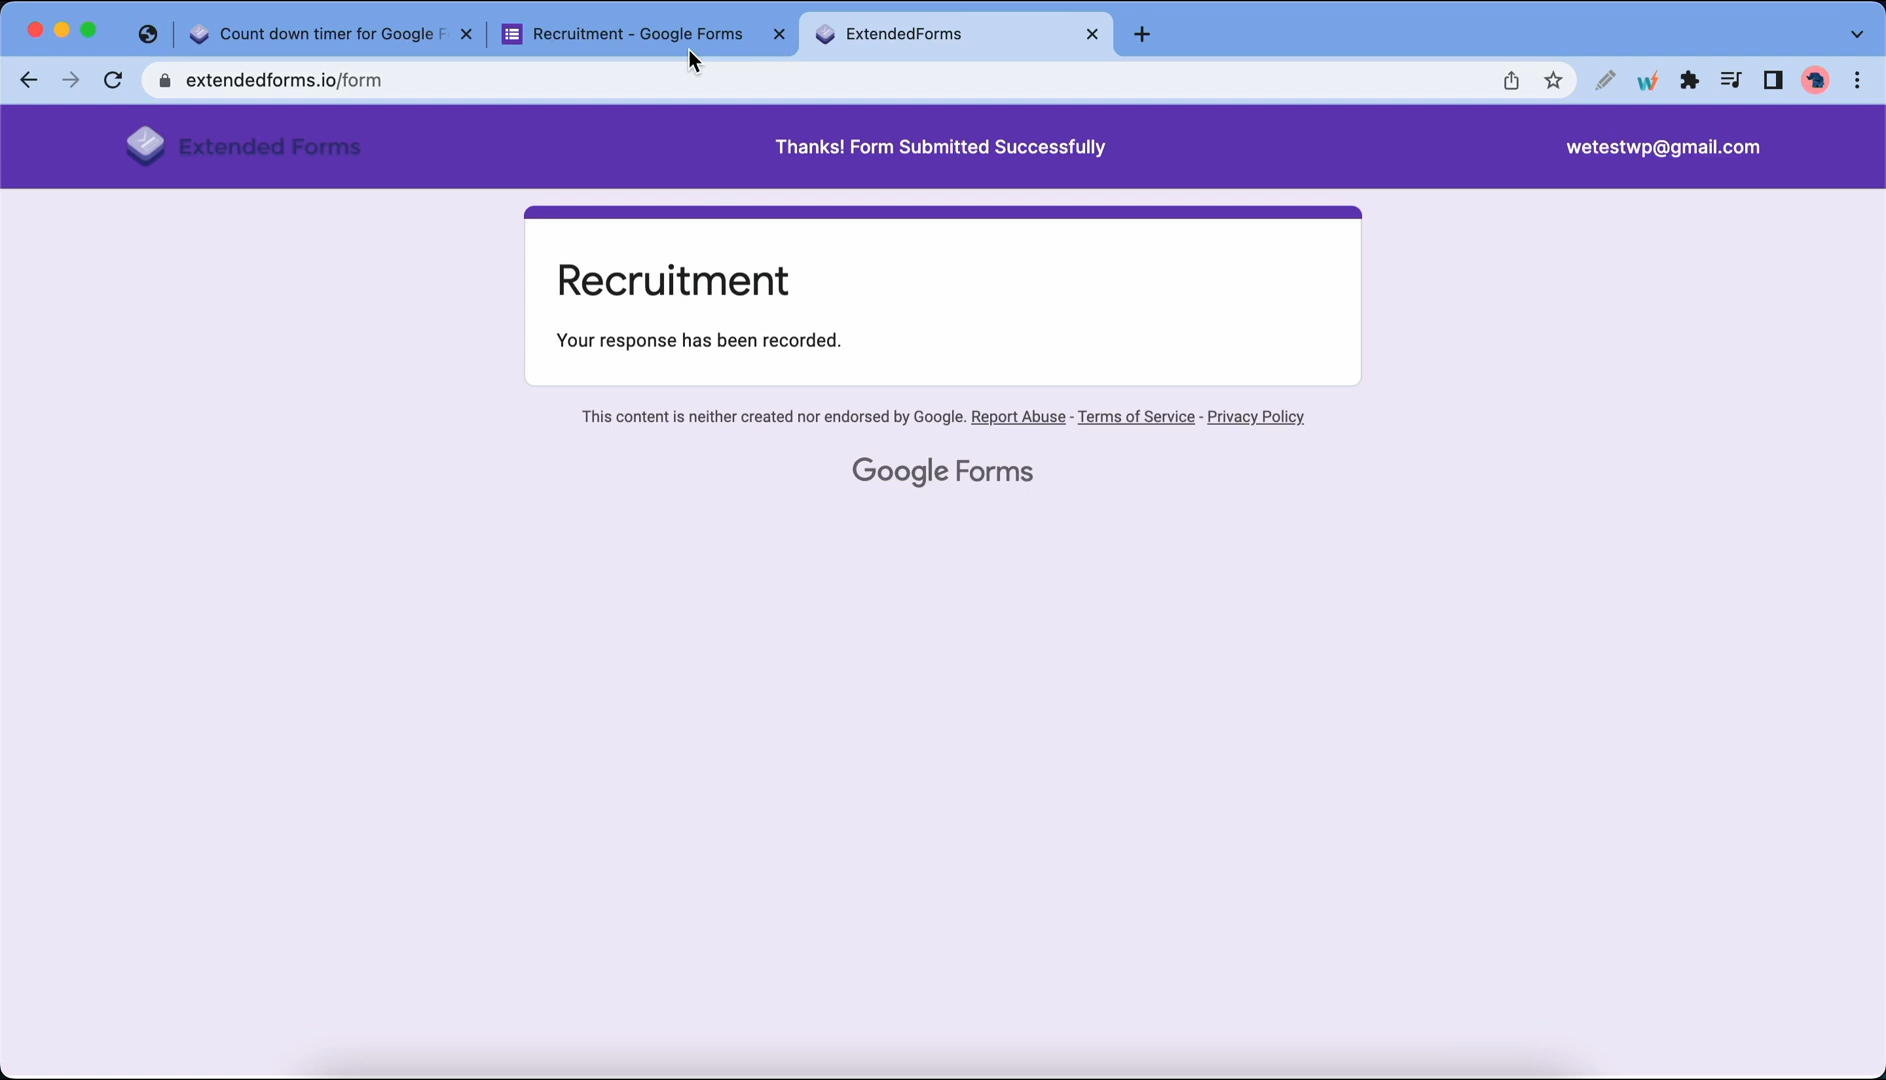 Count down timer for Google F
Recruitment - Google Forms
ExtendedForms
extendedforms.io/form
Extended Forms
Thanks! Form Submitted Successfully
wetestwp@gmail.com
Recruitment
Your response has been recorded.
This content is neither created nor endorsed by Google. Report Abuse - Terms of Service - Privacy Policy
Google Forms